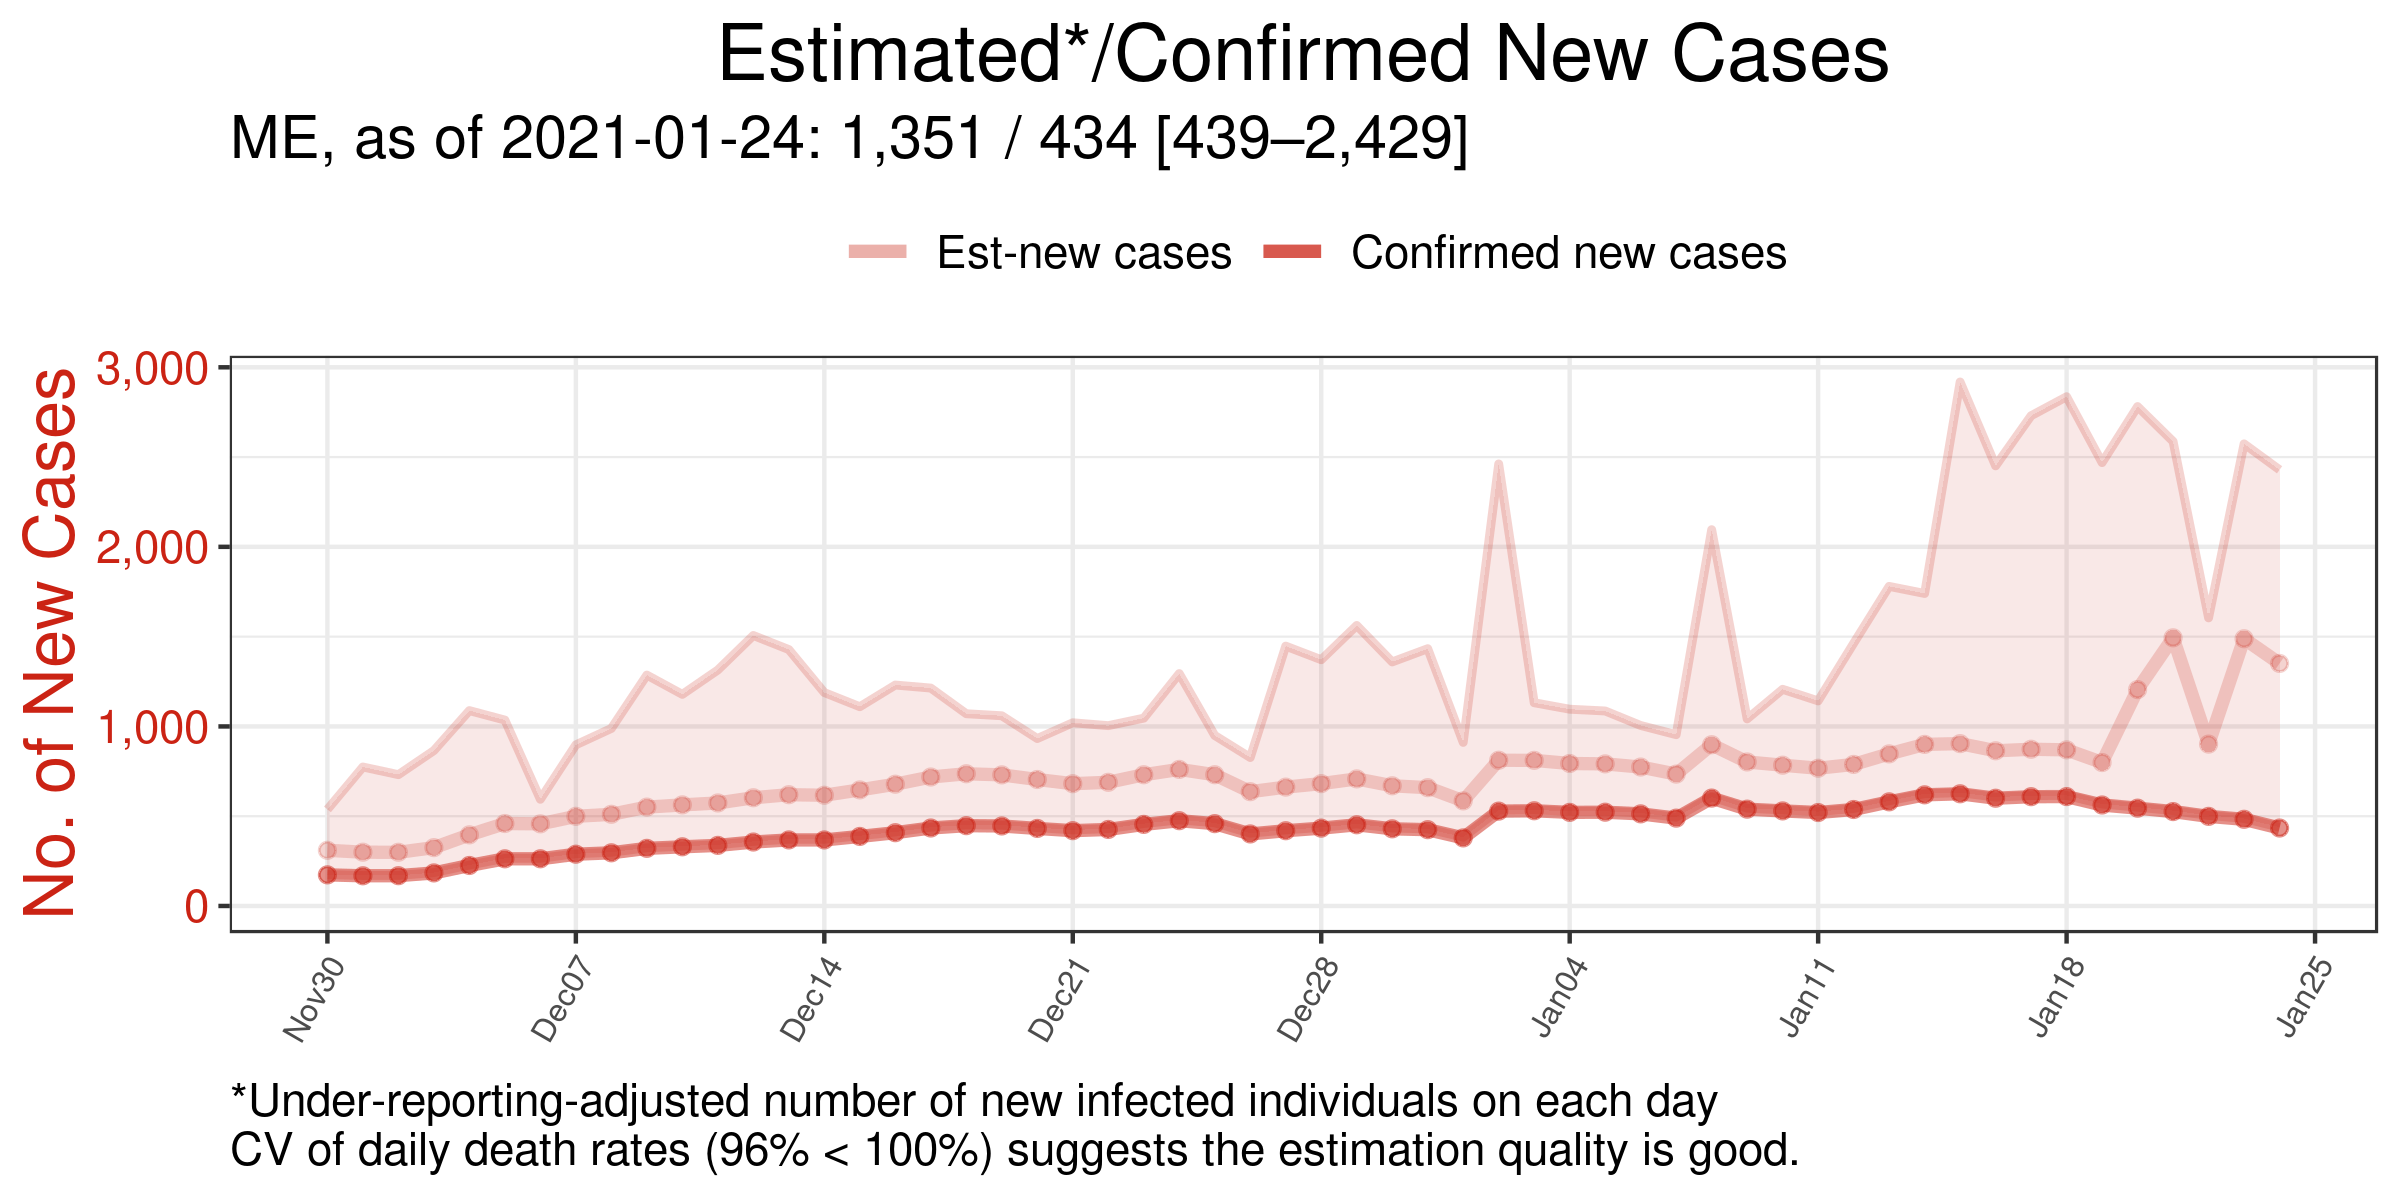 Estimated*/Confirmed New Cases
ME, as of 2021-01-24: 1,351 / 434 [439–2,429]
Est-new cases Confirmed new cases
No. of New Cases
3,000
2,000
1,000
0
Nov30 Dec07 Dec14 Dec21 Dec28 Jan04 Jan11 Jan18 Jan25
*Under-reporting-adjusted number of new infected individuals on each day
CV of daily death rates (96% < 100%) suggests the estimation quality is good.